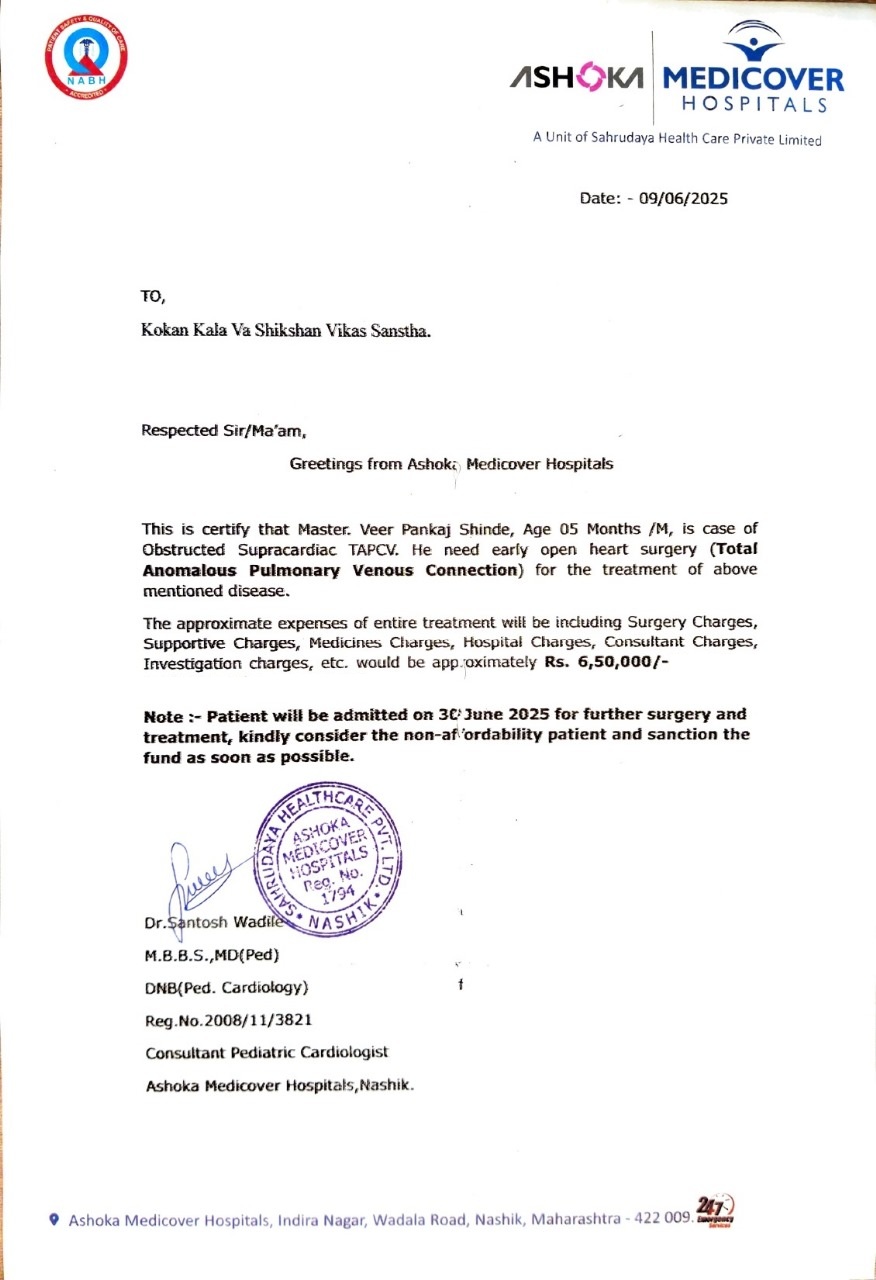 PATIENT SAFETY & QUALITY OF CARE
NABH
ACCREDITED
ASHOKA
MEDICOVER
HOSPITALS
A Unit of Sahrudaya Health Care Private Limited
Date: - 09/06/2025
TO,
Kokan Kala Va Shikshan Vikas Sanstha.
Respected Sir/Ma'am,
Greetings from Ashoka Medicover Hospitals
This is certify that Master. Veer Pankaj Shinde, Age 05 Months /M, is case of
Obstructed Supracardiac TAPCV. He need early open heart surgery (Total
Anomalous Pulmonary Venous Connection) for the treatment of above
mentioned disease.
The approximate expenses of entire treatment will be including Surgery Charges,
Supportive Charges, Medicines Charges, Hospital Charges, Consultant Charges,
Investigation charges, etc. would be approximately Rs. 6,50,000/-
Note :- Patient will be admitted on 30 June 2025 for further surgery and
treatment, kindly consider the non-affordability patient and sanction the
fund as soon as possible.
SAHRUDAYA HEALTHCARE PVT. LTD.
NASHIK
ASHOKA
MEDICOVER
HOSPITALS
Reg. No.
1794
Dr.Santosh Wadile
M.B.B.S.,MD(Ped)
DNB(Ped. Cardiology)
Reg.No.2008/11/3821
Consultant Pediatric Cardiologist
Ashoka Medicover Hospitals,Nashik.
Ashoka Medicover Hospitals, Indira Nagar, Wadala Road, Nashik, Maharashtra - 422 009.
24/7
Emergency
Services